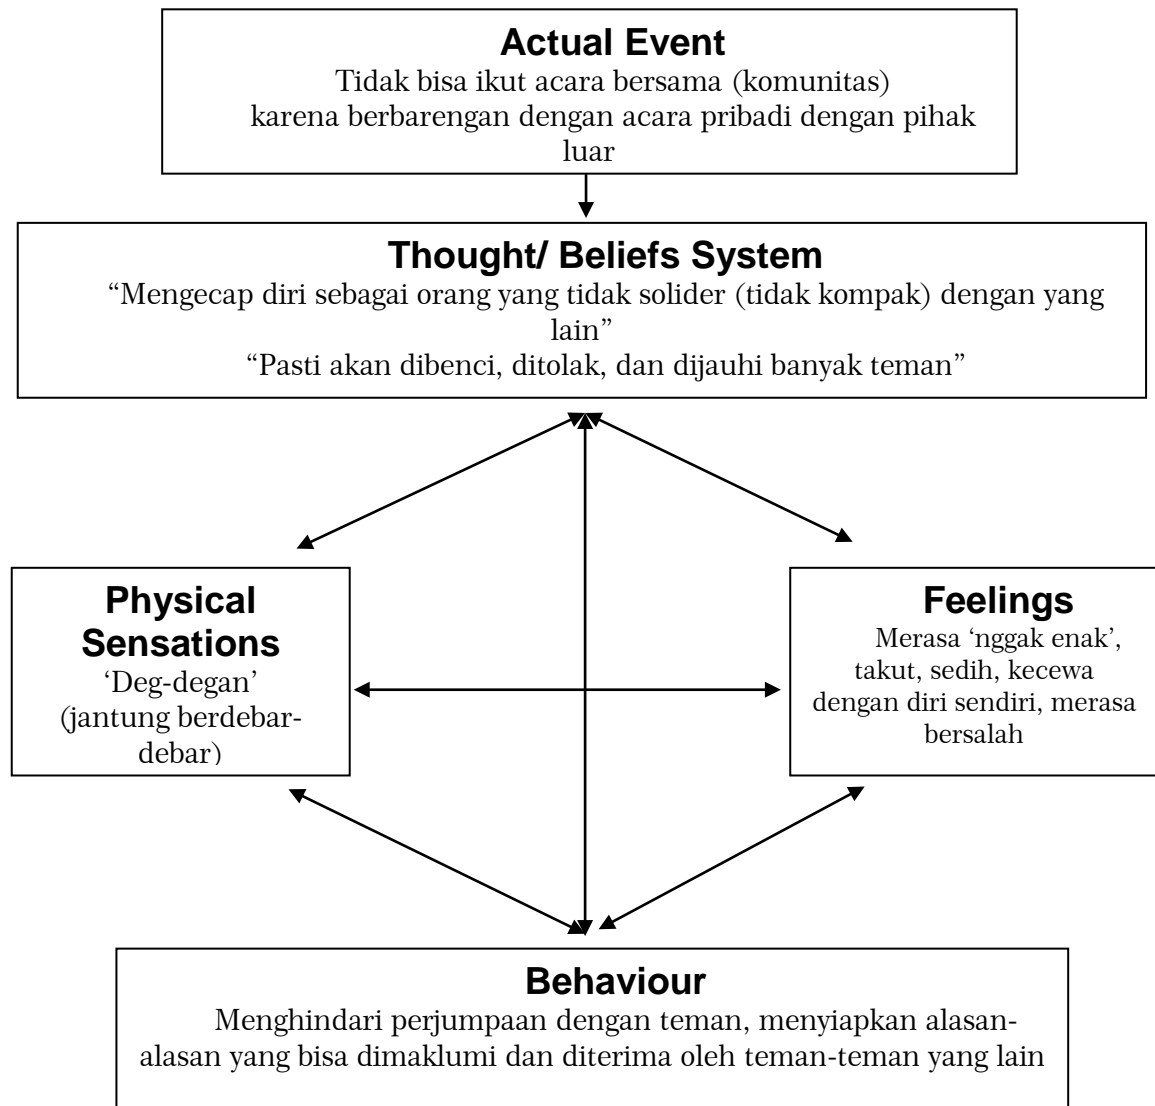 Actual Event
Tidak bisa ikut acara bersama (komunitas)
karena berbarengan dengan acara pribadi dengan pihak
luar
Thought/ Beliefs System
“Mengecap diri sebagai orang yang tidak solider (tidak kompak) dengan yang
lain”
“Pasti akan dibenci, ditolak, dan dijauhi banyak teman”
Physical
Sensations
‘Deg-degan’
(jantung berdebar-
debar)
Feelings
Merasa ‘nggak enak’,
takut, sedih, kecewa
dengan diri sendiri, merasa
bersalah
Behaviour
Menghindari perjumpaan dengan teman, menyiapkan alasan-
alasan yang bisa dimaklumi dan diterima oleh teman-teman yang lain